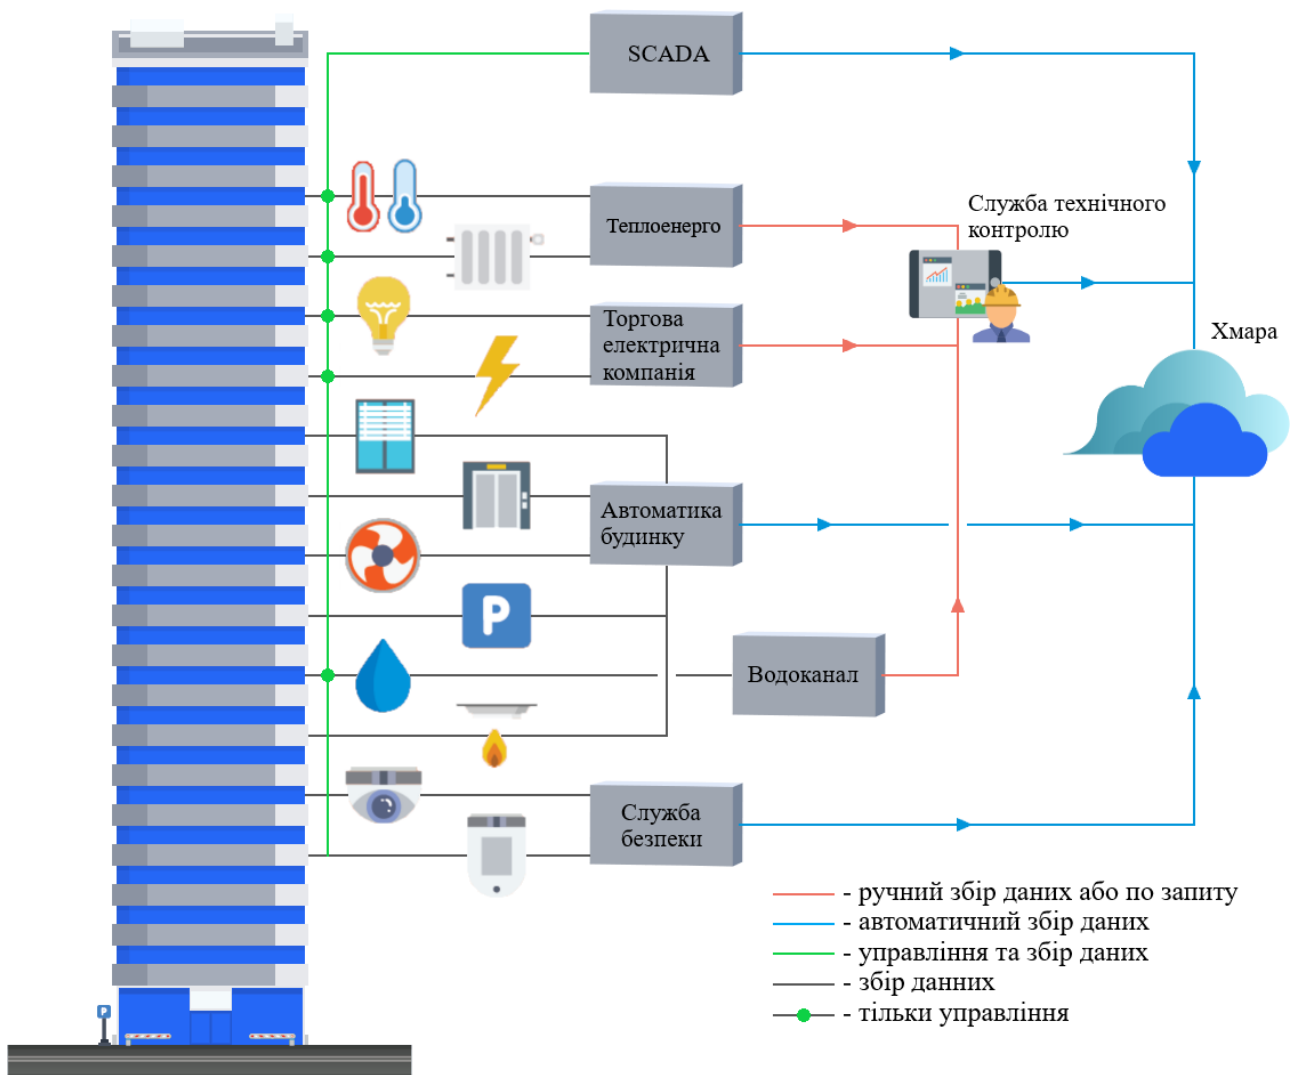 SCADA
Служба технічного
контролю
Теплоенерго
Торгова
електрична
компанія
Хмара
Автоматика
будинку
P
Водоканал
Служба
безпеки
- ручний збір даних або по запиту
- автоматичний збір даних
- управління та збір даних
- збір данних
- тільки управління
P